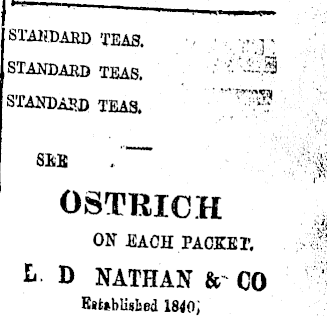 STANDARD TEAS.
STANDARD TEAS.
STANDARD TEAS.
SEE
OSTRICH
ON EACH PACKET.
L. D NATHAN & CO
Established 1840;